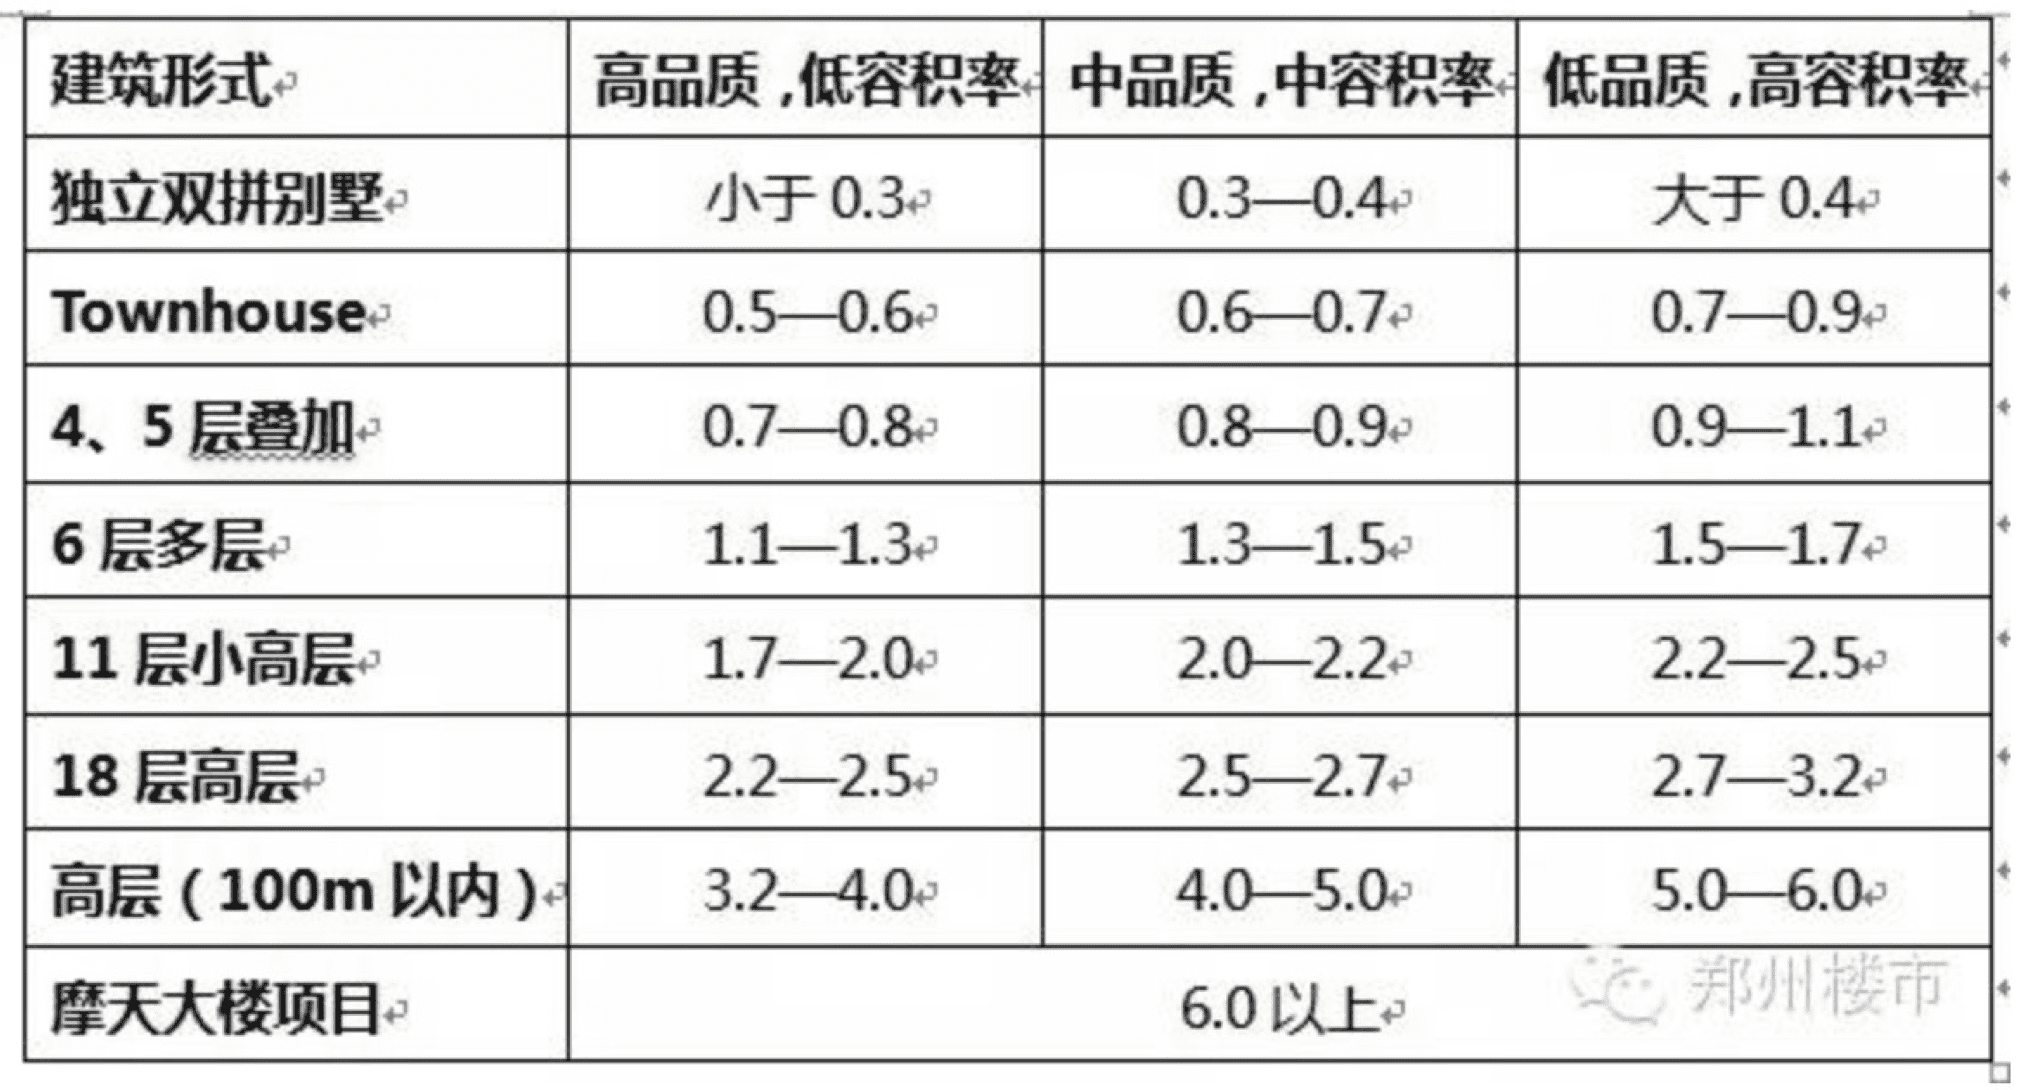 建筑形式 高品质,低容积率 中品质,中容积率 低品质,高容积率
独立双拼别墅 小于 0.3 0.3—0.4 大于 0.4
Townhouse 0.5—0.6 0.6—0.7 0.7—0.9
4、5 层叠加 0.7—0.8 0.8—0.9 0.9—1.1
6 层多层 1.1—1.3 1.3—1.5 1.5—1.7
11 层小高层 1.7—2.0 2.0—2.2 2.2—2.5
18 层高层 2.2—2.5 2.5—2.7 2.7—3.2
高层(100m 以内) 3.2—4.0 4.0—5.0 5.0—6.0
摩天大楼项目 6.0 以上
郑州楼市